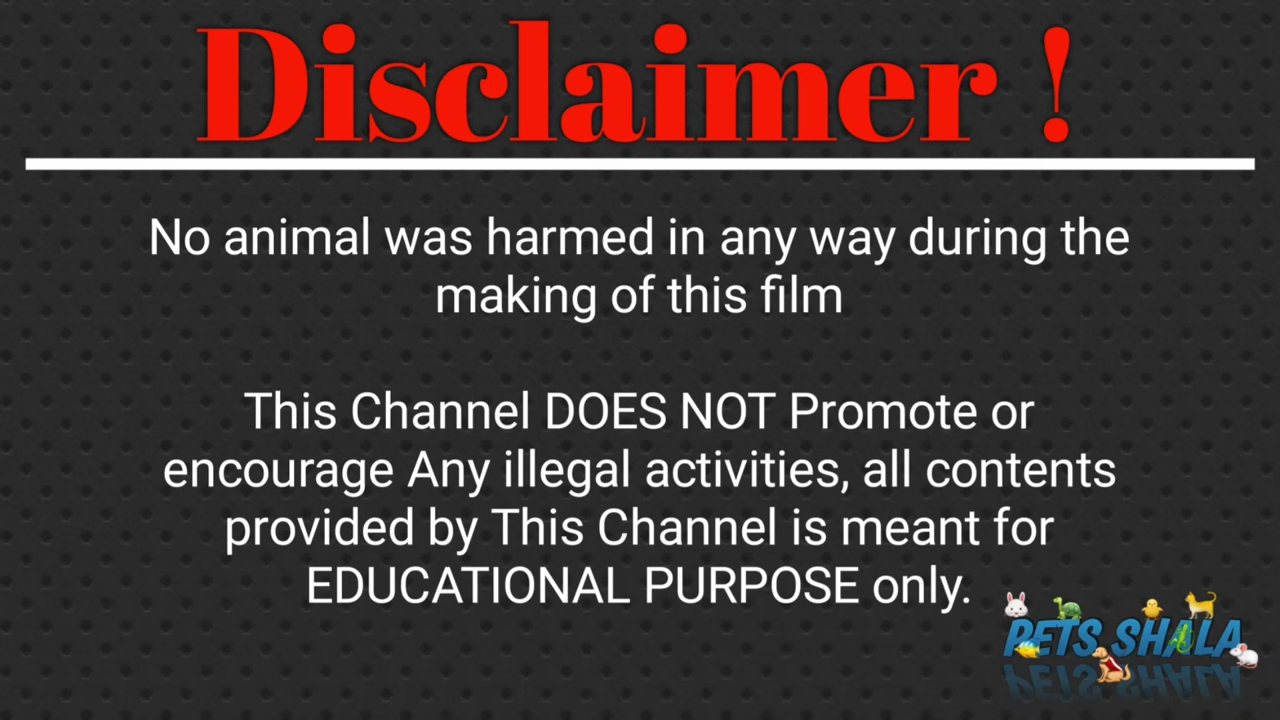 Disclaimer !
No animal was harmed in any way during the
making of this film
This Channel DOES NOT Promote or
encourage Any illegal activities, all contents
provided by This Channel is meant for
EDUCATIONAL PURPOSE only.
PETS SHALA